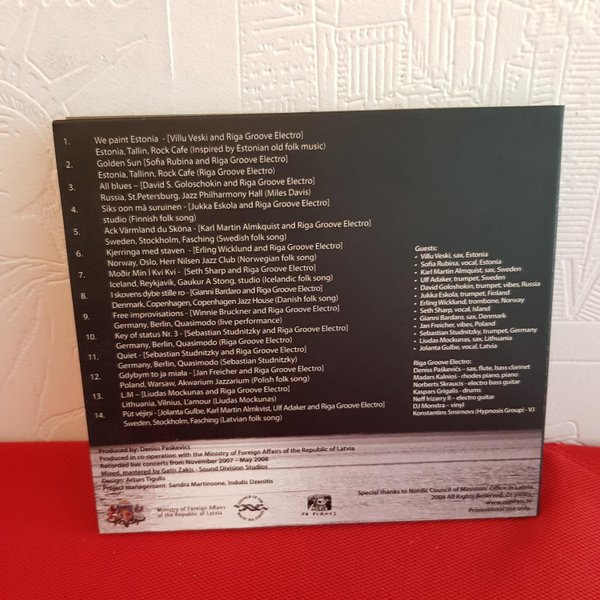 1. We paint Estonia - [Villu Veski and Riga Groove Electro]
Estonia, Tallin, Rock Cafe (Inspired by Estonian old folk music)
2. Golden Sun [Sofia Rubina and Riga Groove Electro]
Estonia, Tallinn, Rock Cafe (Riga Groove Electro)
3. All blues - [David S. Goloschokin and Riga Groove Electro]
Russia, St.Petersburg, Jazz Philharmony Hall (Miles Davis)
4. Siks oon mä suruinen - [Jukka Eskola and Riga Groove Electro]
studio (Finnish folk song)
5. Ack Värmland du Sköna - [Karl Martin Almkquist and Riga Groove Electro]
Sweden, Stockholm, Fasching (Swedish folk song)
6. Kjerringa med staven - [Erling Wicklund and Riga Groove Electro]
Norway, Oslo, Herr Nilsen Jazz Club (Norwegian folk song)
7. Moðir Min Í Kvi Kvi - [Seth Sharp and Riga Groove Electro]
Iceland, Reykjavik, Gaukur A Stong, studio (Icelandic folk song)
8. I skovens dybe stille ro - [Gianni Bardaro and Riga Groove Electro]
Denmark, Copenhagen, Copenhagen Jazz House (Danish folk song)
9. Free improvisations - [Winnie Bruckner and Riga Groove Electro]
Germany, Berlin, Quasimodo (live performance)
10. Key of status Nr. 3 - [Sebastian Studnitzky and Riga Groove Electro]
Germany, Berlin, Quasimodo (Riga Groove Electro)
11. Quiet - [Sebastian Studnitzky and Riga Groove Electro]
Germany, Berlin, Quasimodo (Sebastian Studnitzky)
12. Gdybym to ja miała - [Jan Freicher and Riga Groove Electro]
Poland, Warsaw, Akwarium Jazzarium (Polish folk song)
13. L.M - [Liudas Mockunas and Riga Groove Electro]
Lithuania, Vilnius, L'amour (Liudas Mockunas)
14. Pūt vējiņi - [Jolanta Gulbe, Karl Martin Almkvist, Ulf Adaker and Riga Groove Electro]
Sweden, Stockholm, Fasching (Latvian folk song)
Guests:
• Villu Veski, sax, Estonia
• Sofia Rubina, vocal, Estonia
• Karl Martin Almquist, sax, Sweden
• Ulf Adaker, trumpet, Sweden
• David Goloshokin, trumpet, vibes, Russia
• Jukka Eskola, trumpet, Finland
• Erling Wicklund, trombone, Norway
• Seth Sharp, vocal, Island
• Gianni Bardaro, sax, Denmark
• Jan Freicher, vibes, Poland
• Sebastian Studnitzky, trumpet, Germany
• Liudas Mockunas, sax, Lithuania
• Jolanta Gulbe, vocal, Latvia
Riga Groove Electro:
Deniss Paskevičs - sax, flute, bass clarinet
Madars Kalniņš - rhodes piano, piano
Norberts Skraucis - electro bass guitar
Kaspars Grigalis - drums
Neff Irizarry II - electro guitar
DJ Monstra - vinyl
Konstantins Smirnovs (Hypnosis Group) - VJ
Produced by: Deniss Paskevics
Produced in co-operation with the Ministry of Foreign Affairs of the Republic of Latvia
Recorded live concerts from November 2007 - May 2008
Mixed, mastered by Gatis Zakis - Sound Division Studios
Design: Arturs Tigulis
Project management: Sandra Martinsone, Indulis Dzenitis
Ministry of Foreign Affairs
of the Republic of Latvia
Special thanks to Nordic Council of Ministers' Office in Latvia.
2008 All Rights Reserved,
Promotional use only.